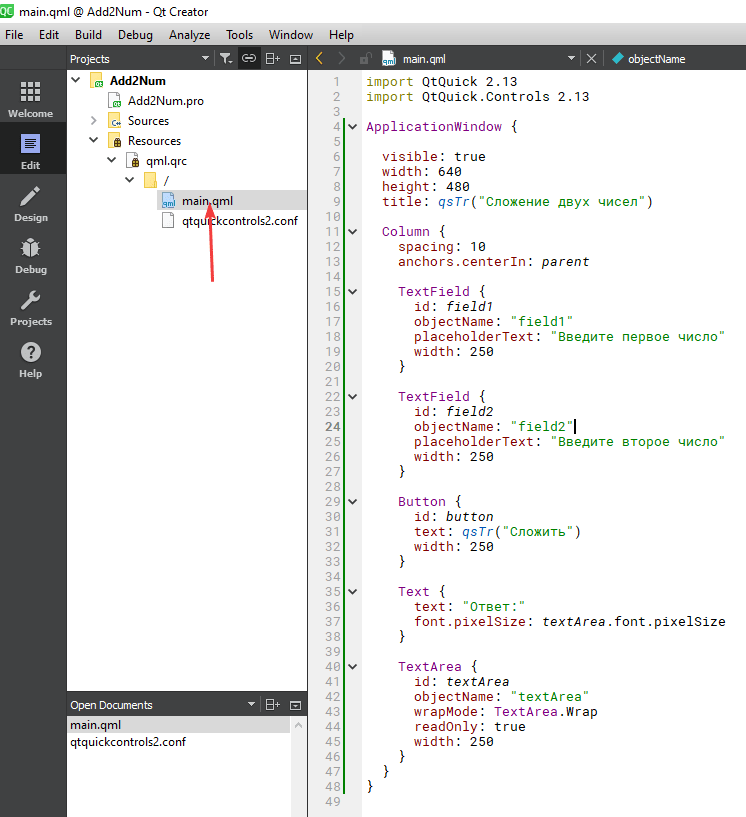 QC main.qml @ Add2Num - Qt Creator
File Edit Build Debug Analyze Tools Window Help
Projects
main.qml
objectName
Welcome
Edit
Design
Debug
Projects
Help
Add2Num
Add2Num.pro
Sources
Resources
qml.qrc
/
main.qml
qtquickcontrols2.conf
Open Documents
main.qml
qtquickcontrols2.conf
1 import QtQuick 2.13
2 import QtQuick.Controls 2.13
3
4 ApplicationWindow {
5
6 visible: true
7 width: 640
8 height: 480
9 title: qsTr("Сложение двух чисел")
10
11 Column {
12 spacing: 10
13 anchors.centerIn: parent
14
15 TextField {
16 id: field1
17 objectName: "field1"
18 placeholderText: "Введите первое число"
19 width: 250
20 }
21
22 TextField {
23 id: field2
24 objectName: "field2"
25 placeholderText: "Введите второе число"
26 width: 250
27 }
28
29 Button {
30 id: button
31 text: qsTr("Сложить")
32 width: 250
33 }
34
35 Text {
36 text: "Ответ:"
37 font.pixelSize: textArea.font.pixelSize
38 }
39
40 TextArea {
41 id: textArea
42 objectName: "textArea"
43 wrapMode: TextArea.Wrap
44 readOnly: true
45 width: 250
46 }
47 }
48 }
49